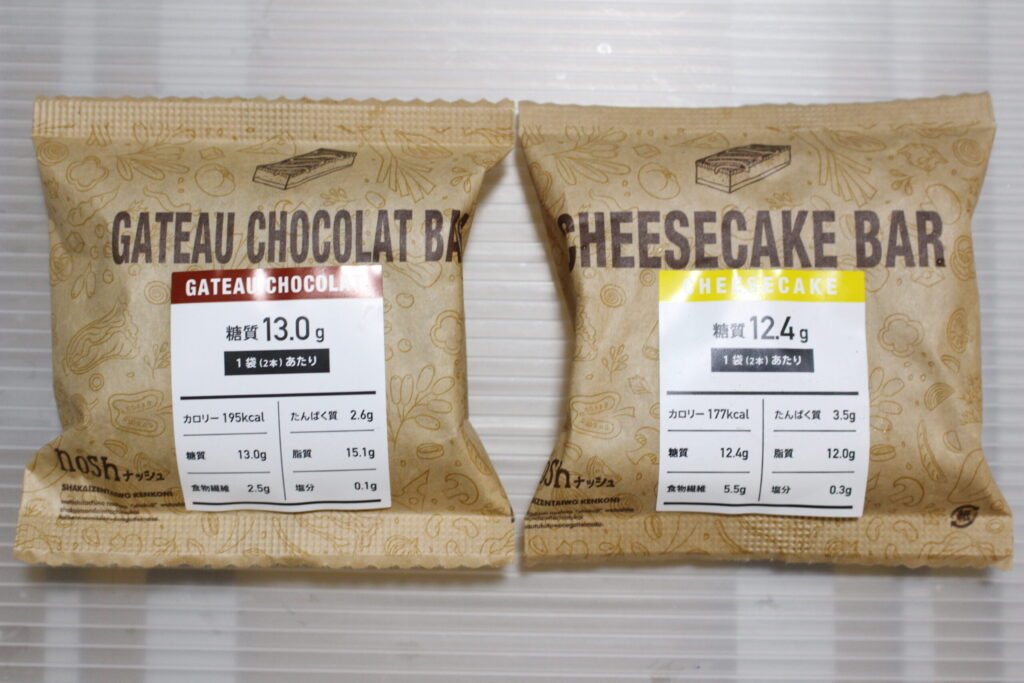 GATEAU CHOCOLAT BA
GATEAU CHOCOLA
糖質 13.0 g
1 袋 (2本) あたり
カロリー 195kcal
たんぱく質 2.6g
糖質 13.0g
脂質 15.1g
食物繊維 2.5g
塩分 0.1g
nosh ナッシュ
SHAKAIZENTAIWO KENKONI
CHEESECAKE BAR
CHEESECAKE
糖質 12.4 g
1 袋 (2本) あたり
カロリー 177kcal
たんぱく質 3.5g
糖質 12.4g
脂質 12.0g
食物繊維 5.5g
塩分 0.3g
osh ナッシュ
AIZENTAIWO KENKONI